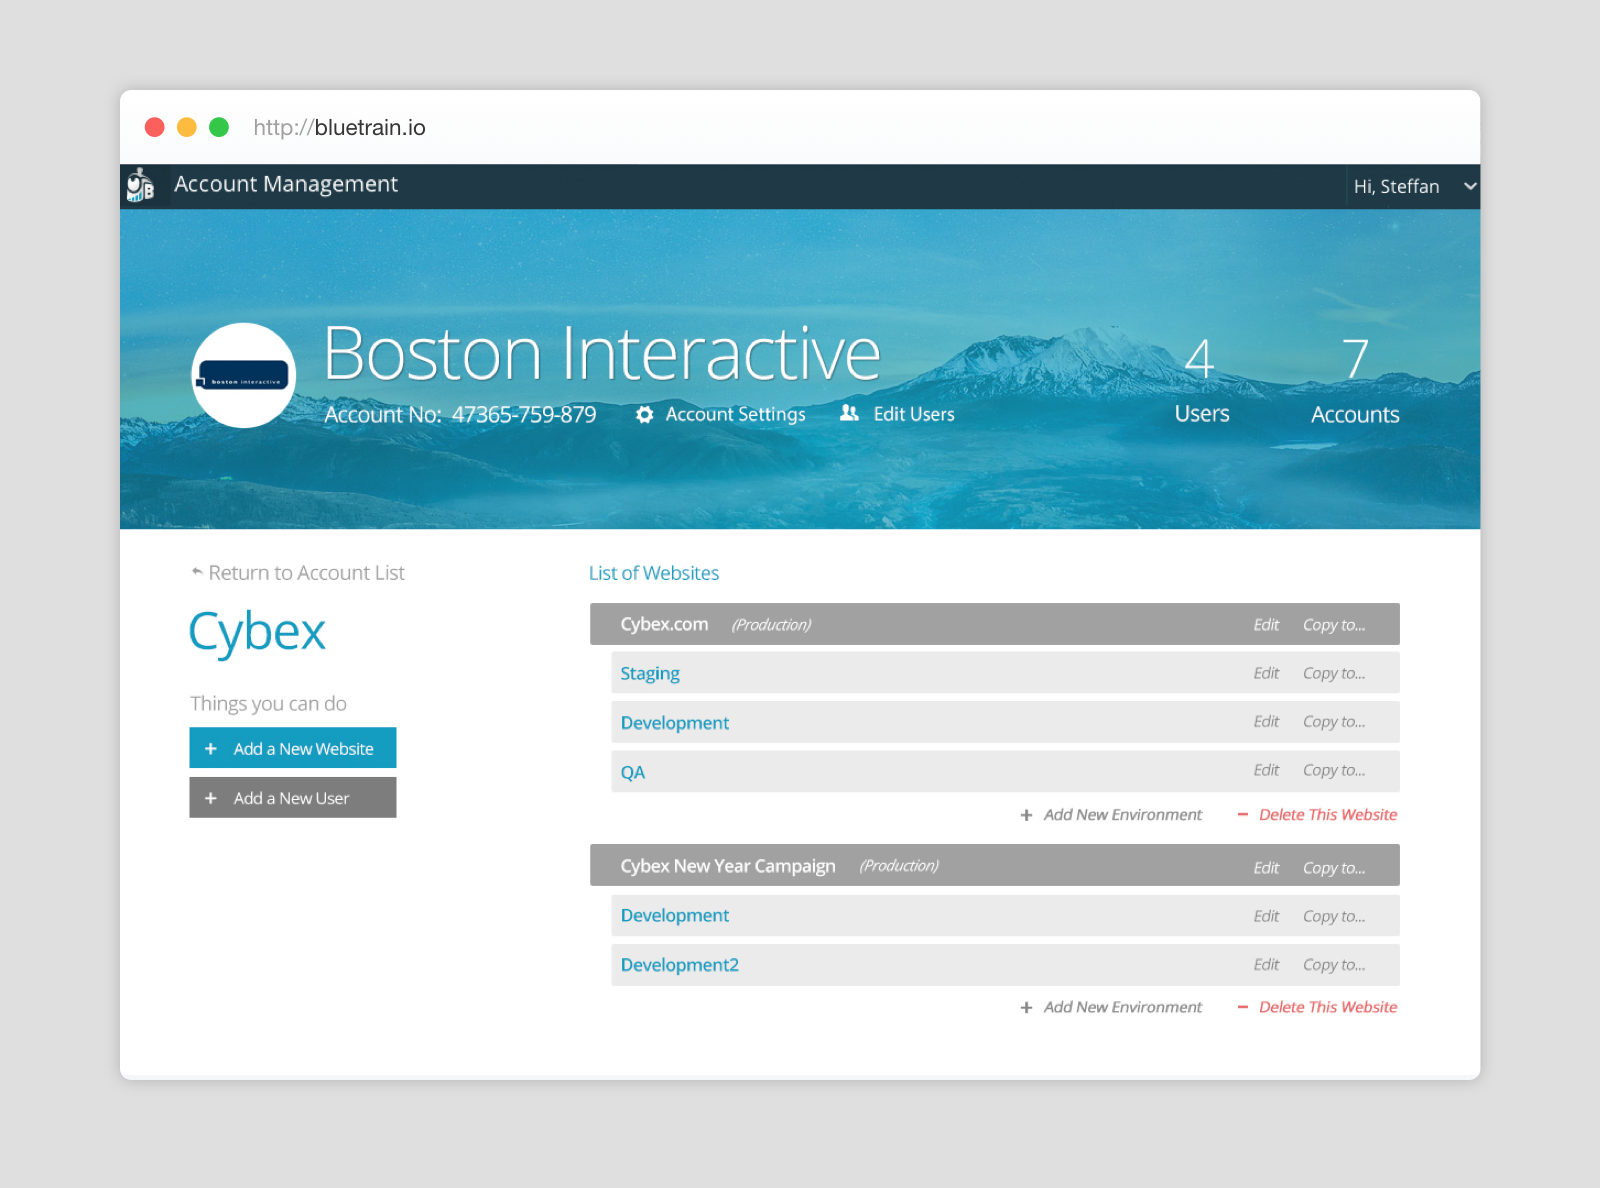 http://bluetrain.io
B
Account Management
Hi, Steffan
boston interactive
Boston Interactive
4
Users
7
Accounts
Account No: 47365-759-879
Account Settings
Edit Users
Return to Account List
Cybex
Things you can do
+ Add a New Website
+ Add a New User
List of Websites
Cybex.com (Production) Edit Copy to...
Staging Edit Copy to...
Development Edit Copy to...
QA Edit Copy to...
+ Add New Environment − Delete This Website
Cybex New Year Campaign (Production) Edit Copy to...
Development Edit Copy to...
Development2 Edit Copy to...
+ Add New Environment − Delete This Website